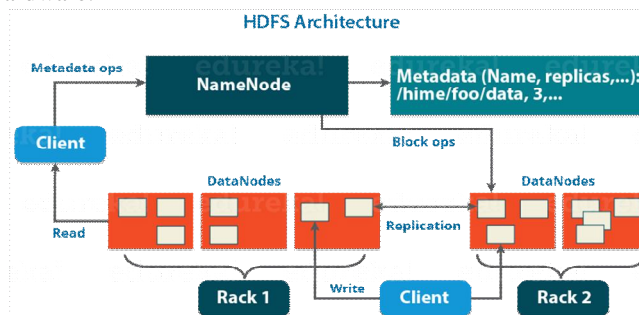 HDFS Architecture
Metadata ops
NameNode
Metadata (Name, replicas,...):
/hime/foo/data, 3,...
Client
Block ops
DataNodes
DataNodes
Read
Replication
Write
Rack 1
Client
Rack 2
edureka!